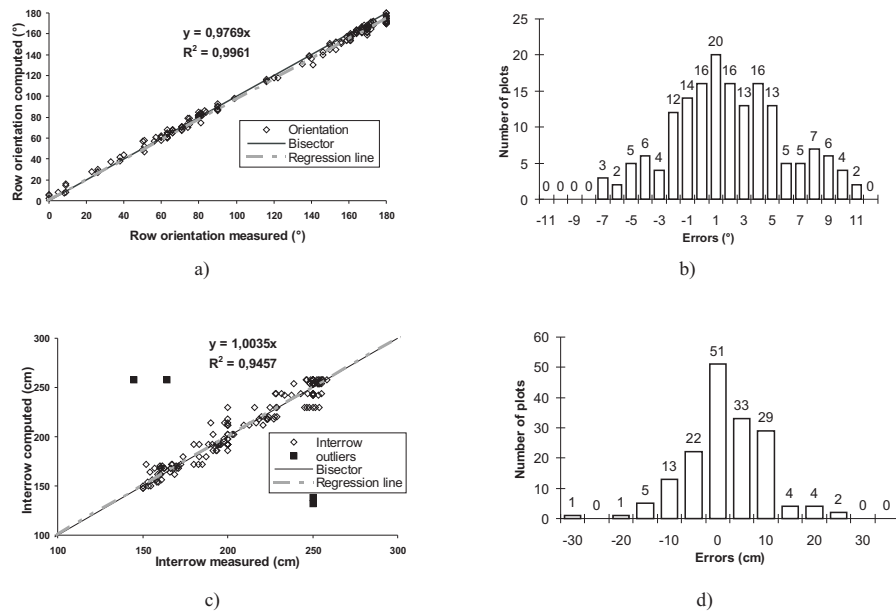 y = 0,9769x
R² = 0,9961
Row orientation computed (°)
180
160
140
120
100
80
60
40
20
0
Orientation
Bisector
Regression line
0 20 40 60 80 100 120 140 160 180
Row orientation measured (°)
a)
Number of plots
25
20
15
10
5
0
0 0 0 0 3 2 5 6 4 12 14 16 20 16 13 16 13 5 5 7 6 4 2 0
-11 -9 -7 -5 -3 -1 1 3 5 7 9 11
Errors (°)
b)
y = 1,0035x
R² = 0,9457
Interrow computed (cm)
300
250
200
150
100
Interrow
outliers
Bisector
Regression line
100 150 200 250 300
Interrow measured (cm)
c)
Number of plots
60
50
40
30
20
10
0
1 0 1 5 13 22 51 33 29 4 4 2 0 0
-30 -20 -10 0 10 20 30
Errors (cm)
d)